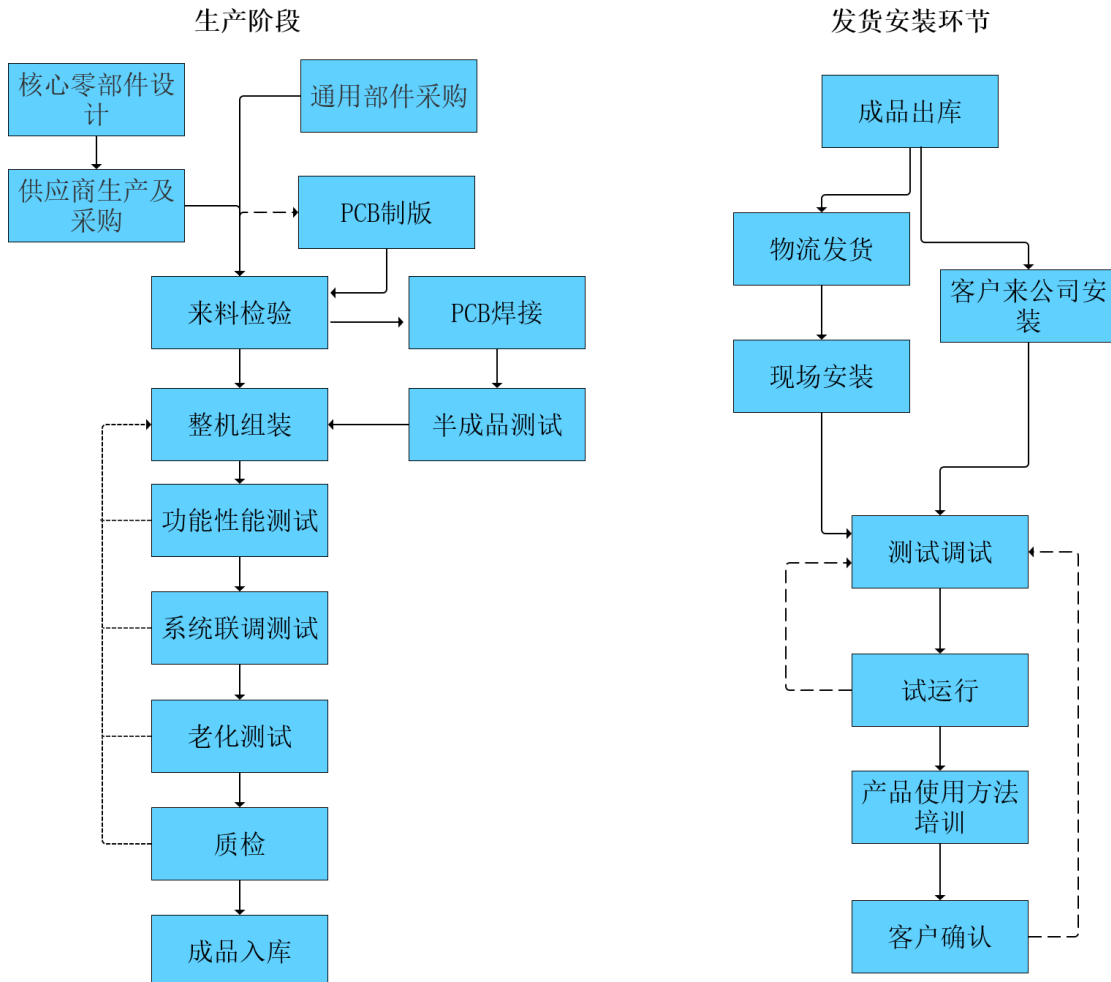 生产阶段
核心零部件设
计
通用部件采购
供应商生产及
采购
PCB制版
来料检验
PCB焊接
整机组装
半成品测试
功能性能测试
系统联调测试
老化测试
质检
成品入库
发货安装环节
成品出库
物流发货
客户来公司安
装
现场安装
测试调试
试运行
产品使用方法
培训
客户确认